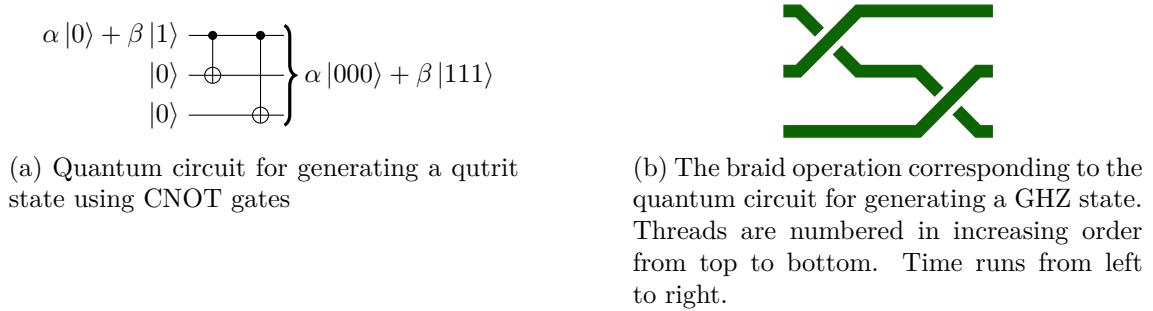 α |0⟩ + β |1⟩
|0⟩
|0⟩
α |000⟩ + β |111⟩
(a) Quantum circuit for generating a qutrit
state using CNOT gates
(b) The braid operation corresponding to the
quantum circuit for generating a GHZ state.
Threads are numbered in increasing order
from top to bottom. Time runs from left
to right.